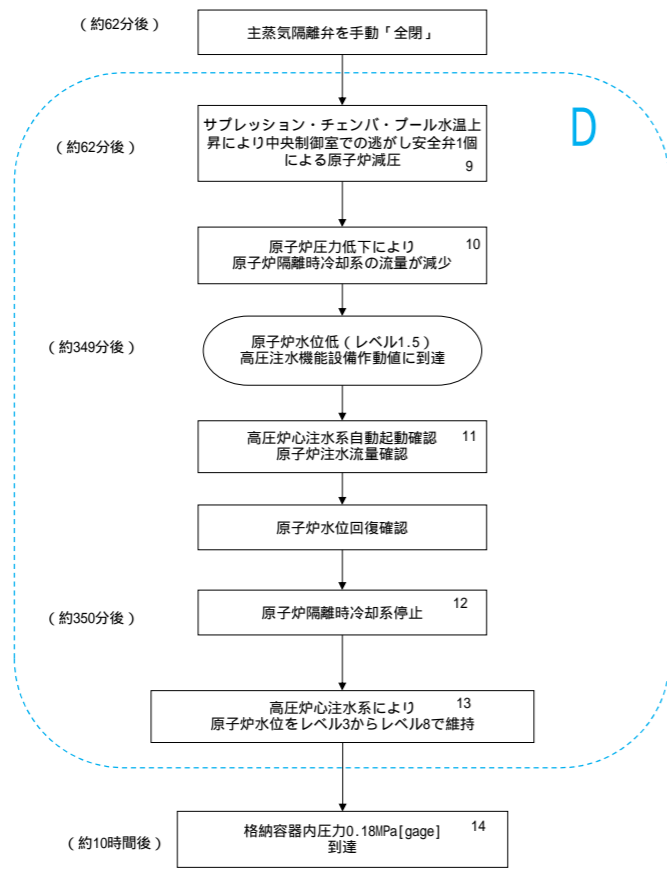 (約62分後)
主蒸気隔離弁を手動「全閉」
D
(約62分後)
サプレッション・チェンバ・プール水温上
昇により中央制御室での逃がし安全弁1個
による原子炉減圧
9
原子炉圧力低下により
10
原子炉隔離時冷却系の流量が減少
(約349分後)
原子炉水位低(レベル1.5)
高圧注水機能設備作動値に到達
高圧炉心注水系自動起動確認
11
原子炉注水流量確認
原子炉水位回復確認
(約350分後)
原子炉隔離時冷却系停止
12
高圧炉心注水系により
13
原子炉水位をレベル3からレベル8で維持
(約10時間後)
格納容器内圧力0.18MPa[gage]
14
到達